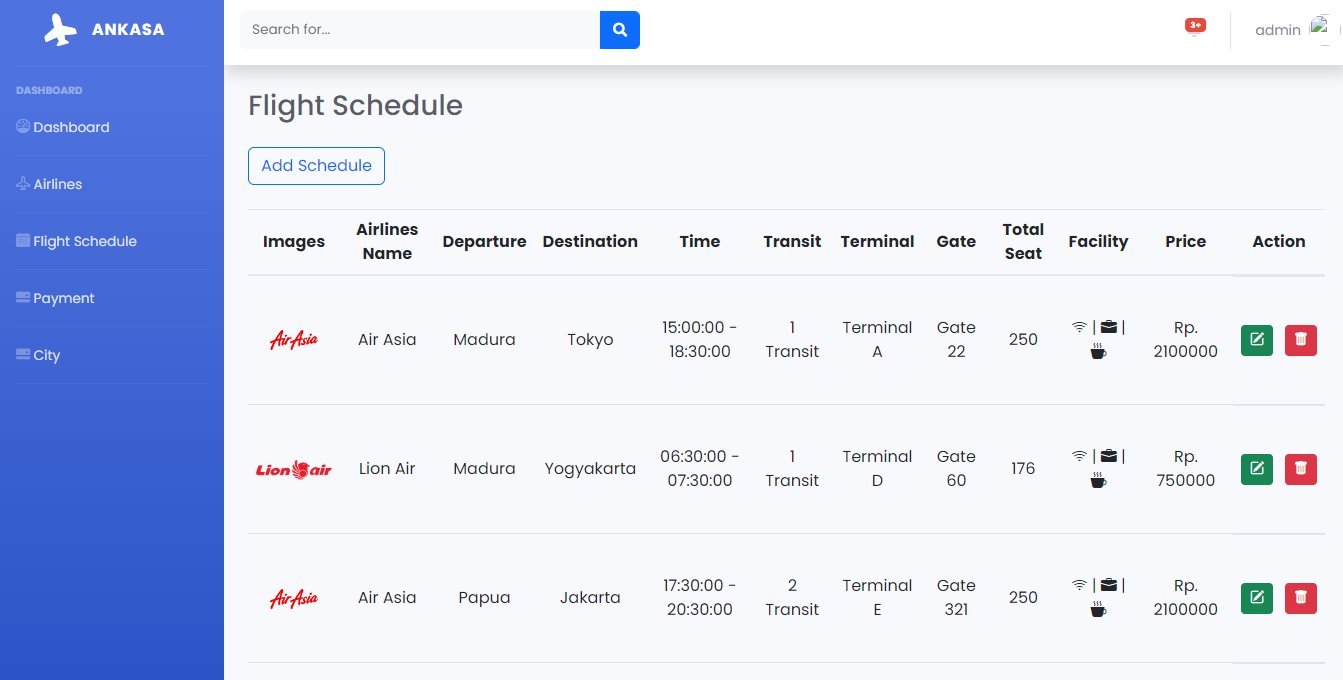 ANKASA
Search for...
3+
admin
DASHBOARD
Dashboard
Airlines
Flight Schedule
Payment
City
Flight Schedule
Add Schedule
Images Airlines Name Departure Destination Time Transit Terminal Gate Total Seat Facility Price Action
AirAsia Air Asia Madura Tokyo 15:00:00 - 18:30:00 1 Transit Terminal A Gate 22 250 | | Rp. 2100000
Lion air Lion Air Madura Yogyakarta 06:30:00 - 07:30:00 1 Transit Terminal D Gate 60 176 | | Rp. 750000
AirAsia Air Asia Papua Jakarta 17:30:00 - 20:30:00 2 Transit Terminal E Gate 321 250 | | Rp. 2100000